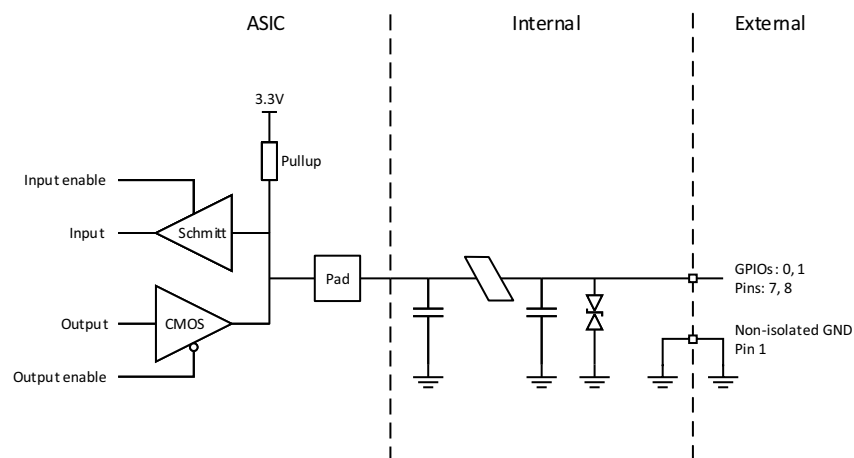 ASIC
Internal
External
3.3V
Pullup
Input enable
Schmitt
Input
Pad
GPIOs: 0, 1
Pins: 7, 8
Output
CMOS
Non-isolated GND
Pin 1
Output enable